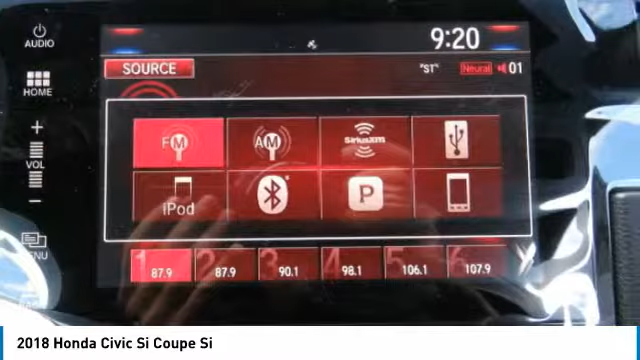 9:20
AUDIO
SOURCE
"ST" Neural 01
HOME
FM AM SiriusXM
VOL
iPod P
1 87.9 2 87.9 3 90.1 4 98.1 5 106.1 6 107.9
2018 Honda Civic Si Coupe Si